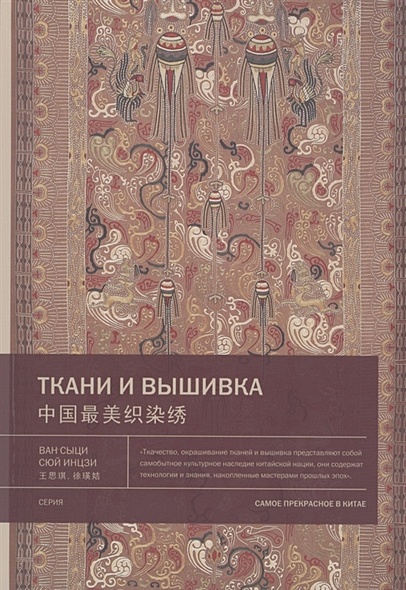 ТКАНИ И ВЫШИВКА
中国最美织染绣
ВАН СЫЦИ
СЮЙ ИНЦЗИ
王思琪, 徐瑛姞
«Ткачество, окрашивание тканей и вышивка представляют собой
самобытное культурное наследие китайской нации, они содержат
технологии и знания, накопленные мастерами прошлых эпох».
СЕРИЯ
САМОЕ ПРЕКРАСНОЕ В КИТАЕ